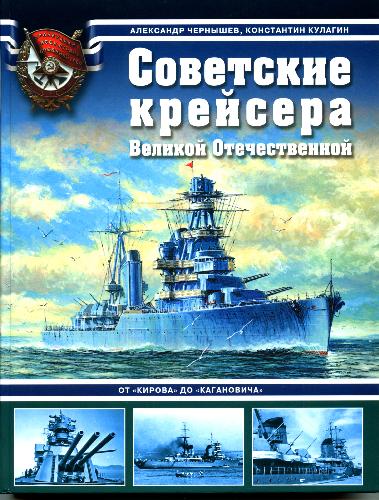 АЛЕКСАНДР ЧЕРНЫШЕВ, КОНСТАНТИН КУЛАГИН
Советские
крейсера
Великой Отечественной
ОТ «КИРОВА» ДО «КАГАНОВИЧА»